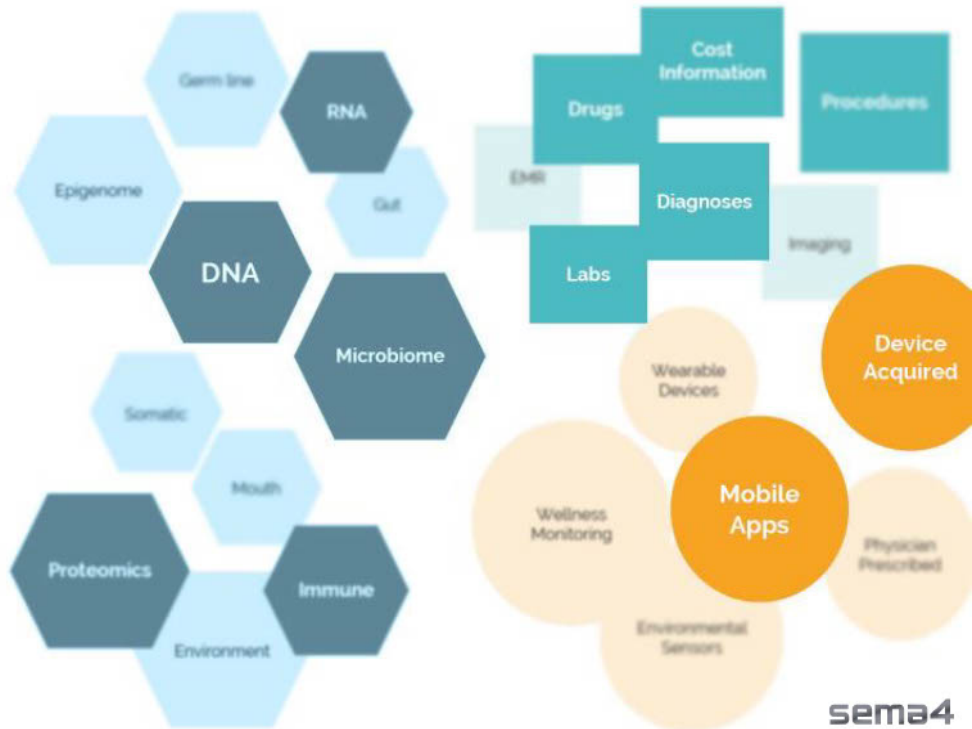 Germ line
RNA
Epigenome
Gut
DNA
Microbiome
Somatic
Mouth
Proteomics
Immune
Environment
Cost
Information
Drugs
Procedures
EMR
Diagnoses
Imaging
Labs
Device
Acquired
Wearable
Devices
Mobile
Apps
Wellness
Monitoring
Physician
Prescribed
Environmental
Sensors
sema4